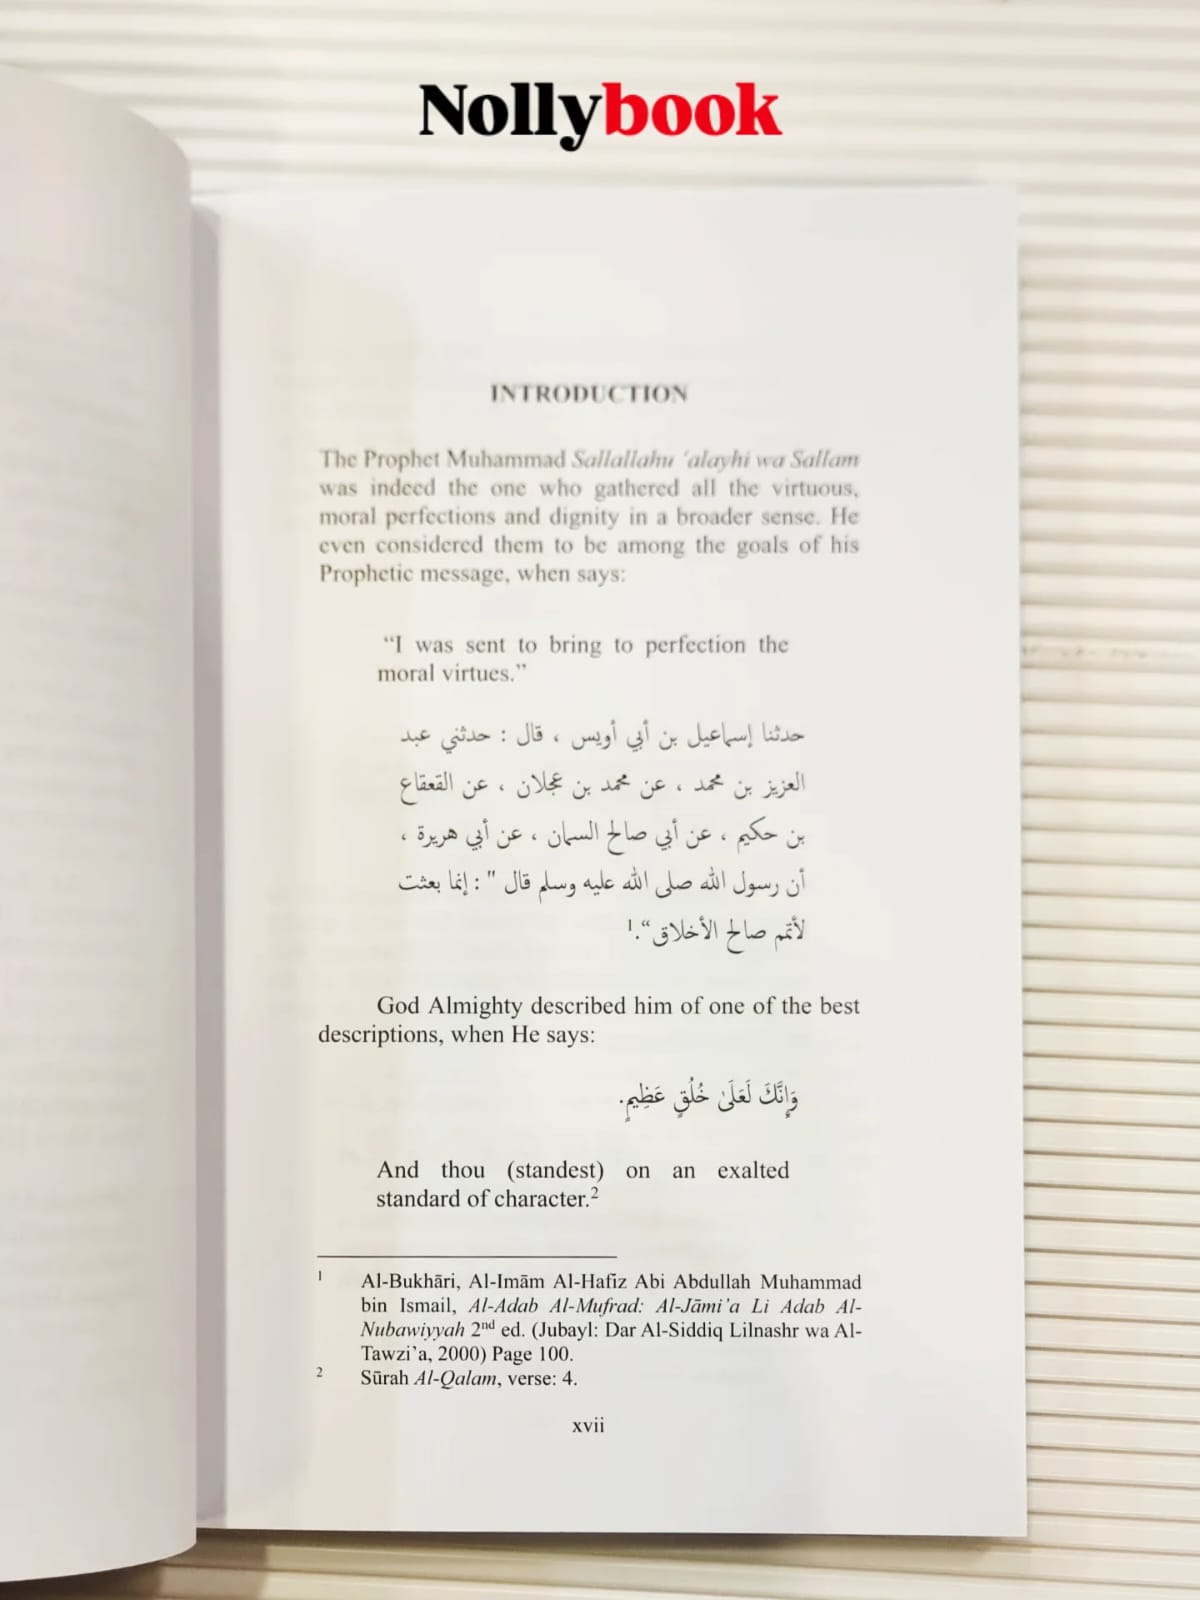 Nollybook
INTRODUCTION
The Prophet Muhammad Sallallahu ‘alayhi wa Sallam
was indeed the one who gathered all the virtuous,
moral perfections and dignity in a broader sense. He
even considered them to be among the goals of his
Prophetic message, when says:
“I was sent to bring to perfection the
moral virtues.”
حدثنا إسماعيل بن أبي أويس ، قال : حدثني عبد
العزيز بن محمد ، عن محمد بن عجلان ، عن القعقاع
بن حكيم ، عن أبي صالح السمان ، عن أبي هريرة ،
أن رسول الله صلى الله عليه وسلم قال " : إنما بعثت
لأتمم صالح الأخلاق“.1
God Almighty described him of one of the best
descriptions, when He says:
وَإِنَّكَ لَعَلَىٰ خُلُقٍ عَظِيمٍ.
And thou (standest) on an exalted
standard of character.2
1 Al-Bukhāri, Al-Imām Al-Hafiz Abi Abdullah Muhammad
bin Ismail, Al-Adab Al-Mufrad: Al-Jāmi’a Li Adab Al-
Nubawiyyah 2nd ed. (Jubayl: Dar Al-Siddiq Lilnashr wa Al-
Tawzi’a, 2000) Page 100.
2 Sūrah Al-Qalam, verse: 4.
xvii